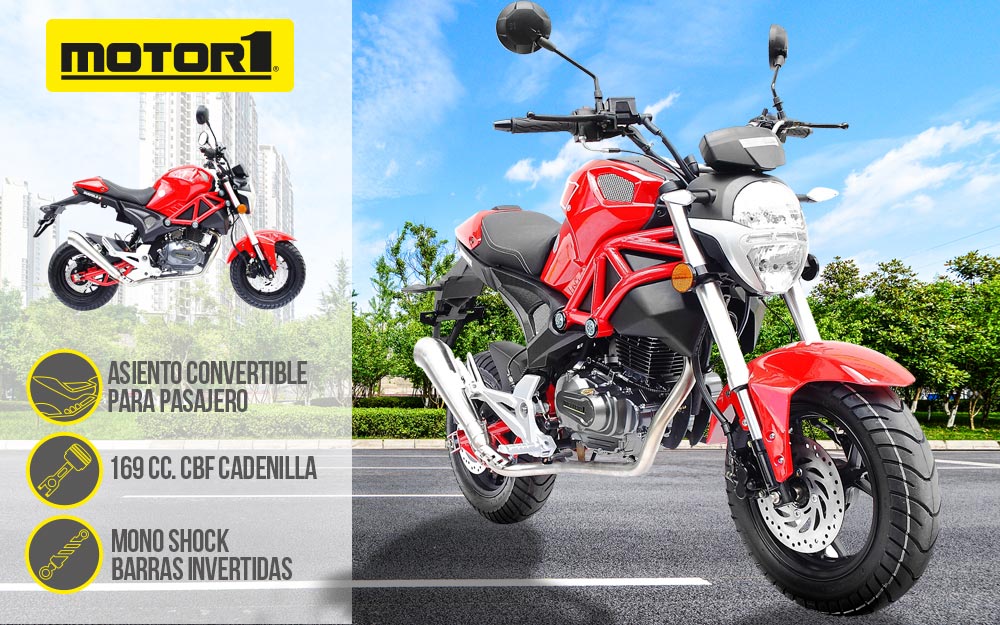 MOTOR1®
ASIENTO CONVERTIBLE
PARA PASAJERO
169 CC. CBF CADENILLA
MONO SHOCK
BARRAS INVERTIDAS